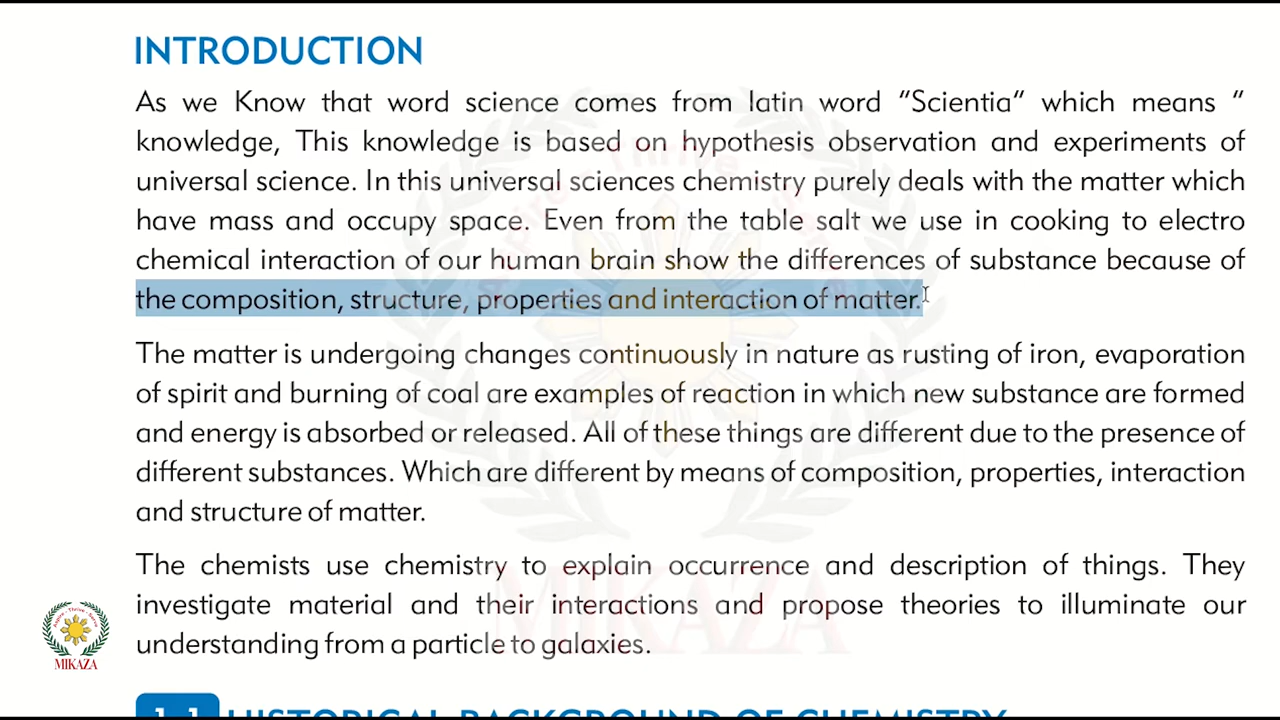 INTRODUCTION
As we Know that word science comes from latin word “Scientia“ which means “
knowledge, This knowledge is based on hypothesis observation and experiments of
universal science. In this universal sciences chemistry purely deals with the matter which
have mass and occupy space. Even from the table salt we use in cooking to electro
chemical interaction of our human brain show the differences of substance because of
the composition, structure, properties and interaction of matter.
The matter is undergoing changes continuously in nature as rusting of iron, evaporation
of spirit and burning of coal are examples of reaction in which new substance are formed
and energy is absorbed or released. All of these things are different due to the presence of
different substances. Which are different by means of composition, properties, interaction
and structure of matter.
The chemists use chemistry to explain occurrence and description of things. They
investigate material and their interactions and propose theories to illuminate our
understanding from a particle to galaxies.
MIKAZA
MIKAZA
1.1 HISTORICAL BACKGROUND OF CHEMISTRY